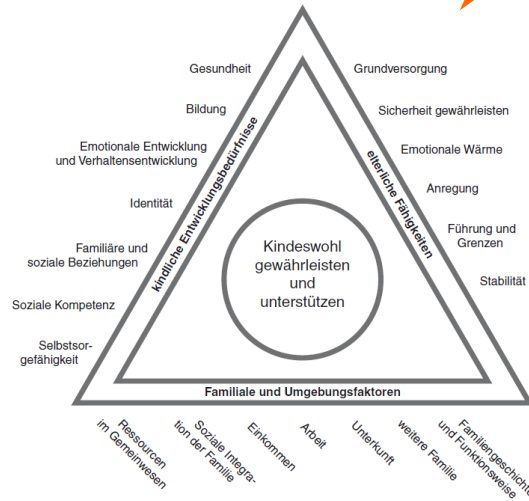 Gesundheit
Bildung
Emotionale Entwicklung
und Verhaltensentwicklung
Identität
Familiäre und
soziale Beziehungen
Soziale Kompetenz
Selbstsor-
gefähigkeit
kindliche Entwicklungsbedürfnisse
Kindeswohl
gewährleisten
und
unterstützen
elterliche Fähigkeiten
Grundversorgung
Sicherheit gewährleisten
Emotionale Wärme
Anregung
Führung und
Grenzen
Stabilität
Familiale und Umgebungsfaktoren
Ressourcen
im Gemeinwesen
Soziale Integra-
tion der Familie
Einkommen
Arbeit
Unterkunft
weitere Familie
Familiengeschichte
und Funktionsweise